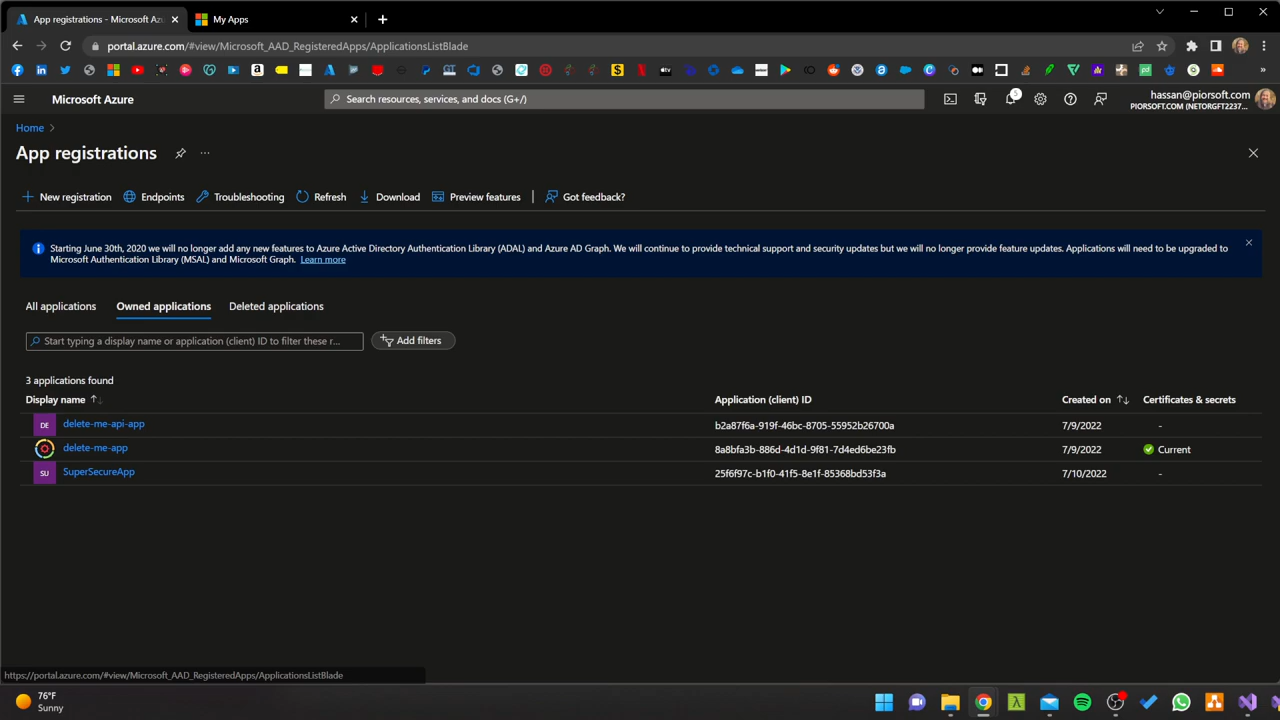 App registrations - Microsoft Az
My Apps
portal.azure.com/#view/Microsoft_AAD_RegisteredApps/ApplicationsListBlade
Microsoft Azure
Search resources, services, and docs (G+/)
5
hassan@piorsoft.com
PIORSOFT.COM (NETORGFT2237...
Home
App registrations
New registration
Endpoints
Troubleshooting
Refresh
Download
Preview features
Got feedback?
Starting June 30th, 2020 we will no longer add any new features to Azure Active Directory Authentication Library (ADAL) and Azure AD Graph. We will continue to provide technical support and security updates but we will no longer provide feature updates. Applications will need to be upgraded to
Microsoft Authentication Library (MSAL) and Microsoft Graph. Learn more
All applications
Owned applications
Deleted applications
Start typing a display name or application (client) ID to filter these r...
Add filters
3 applications found
Display name
Application (client) ID
Created on
Certificates & secrets
DE
delete-me-api-app
b2a87f6a-919f-46bc-8705-55952b26700a
7/9/2022
-
delete-me-app
8a8bfa3b-886d-4d1d-9f81-7d4ed6be23fb
7/9/2022
Current
SU
SuperSecureApp
25f6f97c-b1f0-41f5-8e1f-85368bd53f3a
7/10/2022
-
https://portal.azure.com/#view/Microsoft_AAD_RegisteredApps/ApplicationsListBlade
76°F
Sunny